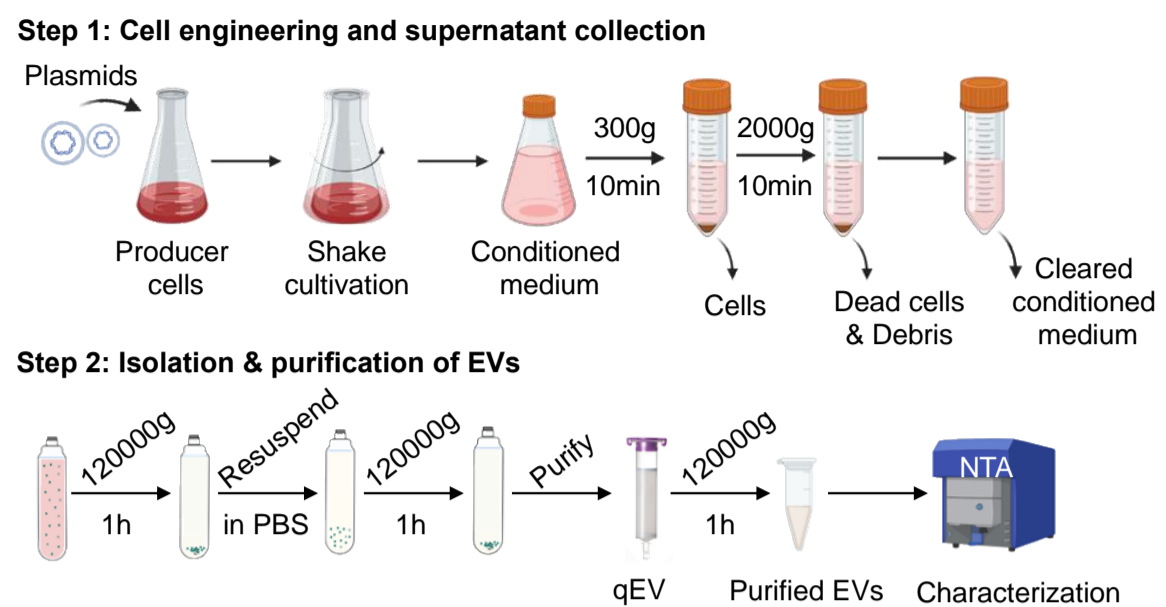 Step 1: Cell engineering and supernatant collection
Plasmids
300g
10min
2000g
10min
Producer
cells
Shake
cultivation
Conditioned
medium
Cells
Dead cells
& Debris
Cleared
conditioned
medium
Step 2: Isolation & purification of EVs
120000g
1h
Resuspend
in PBS
120000g
1h
Purify
120000g
1h
NTA
qEV
Purified EVs
Characterization